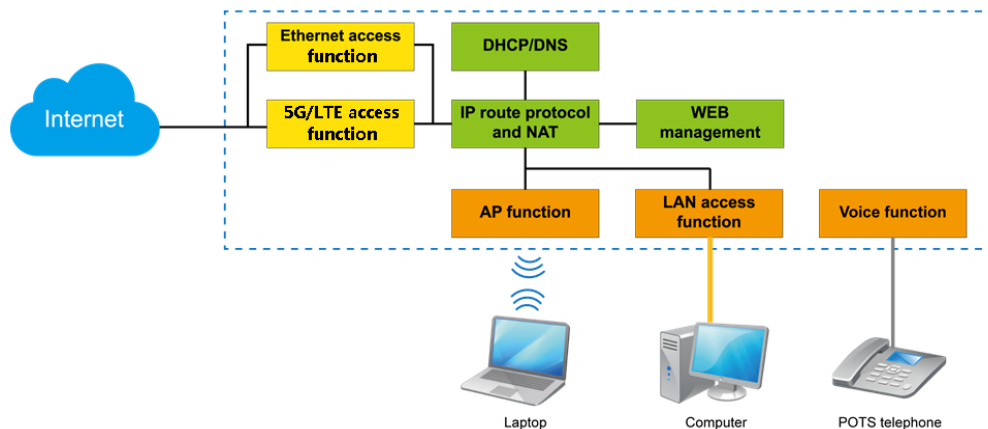 Ethernet access
function
DHCP/DNS
Internet
5G/LTE access
function
IP route protocol
and NAT
WEB
management
AP function
LAN access
function
Voice function
Laptop
Computer
POTS telephone